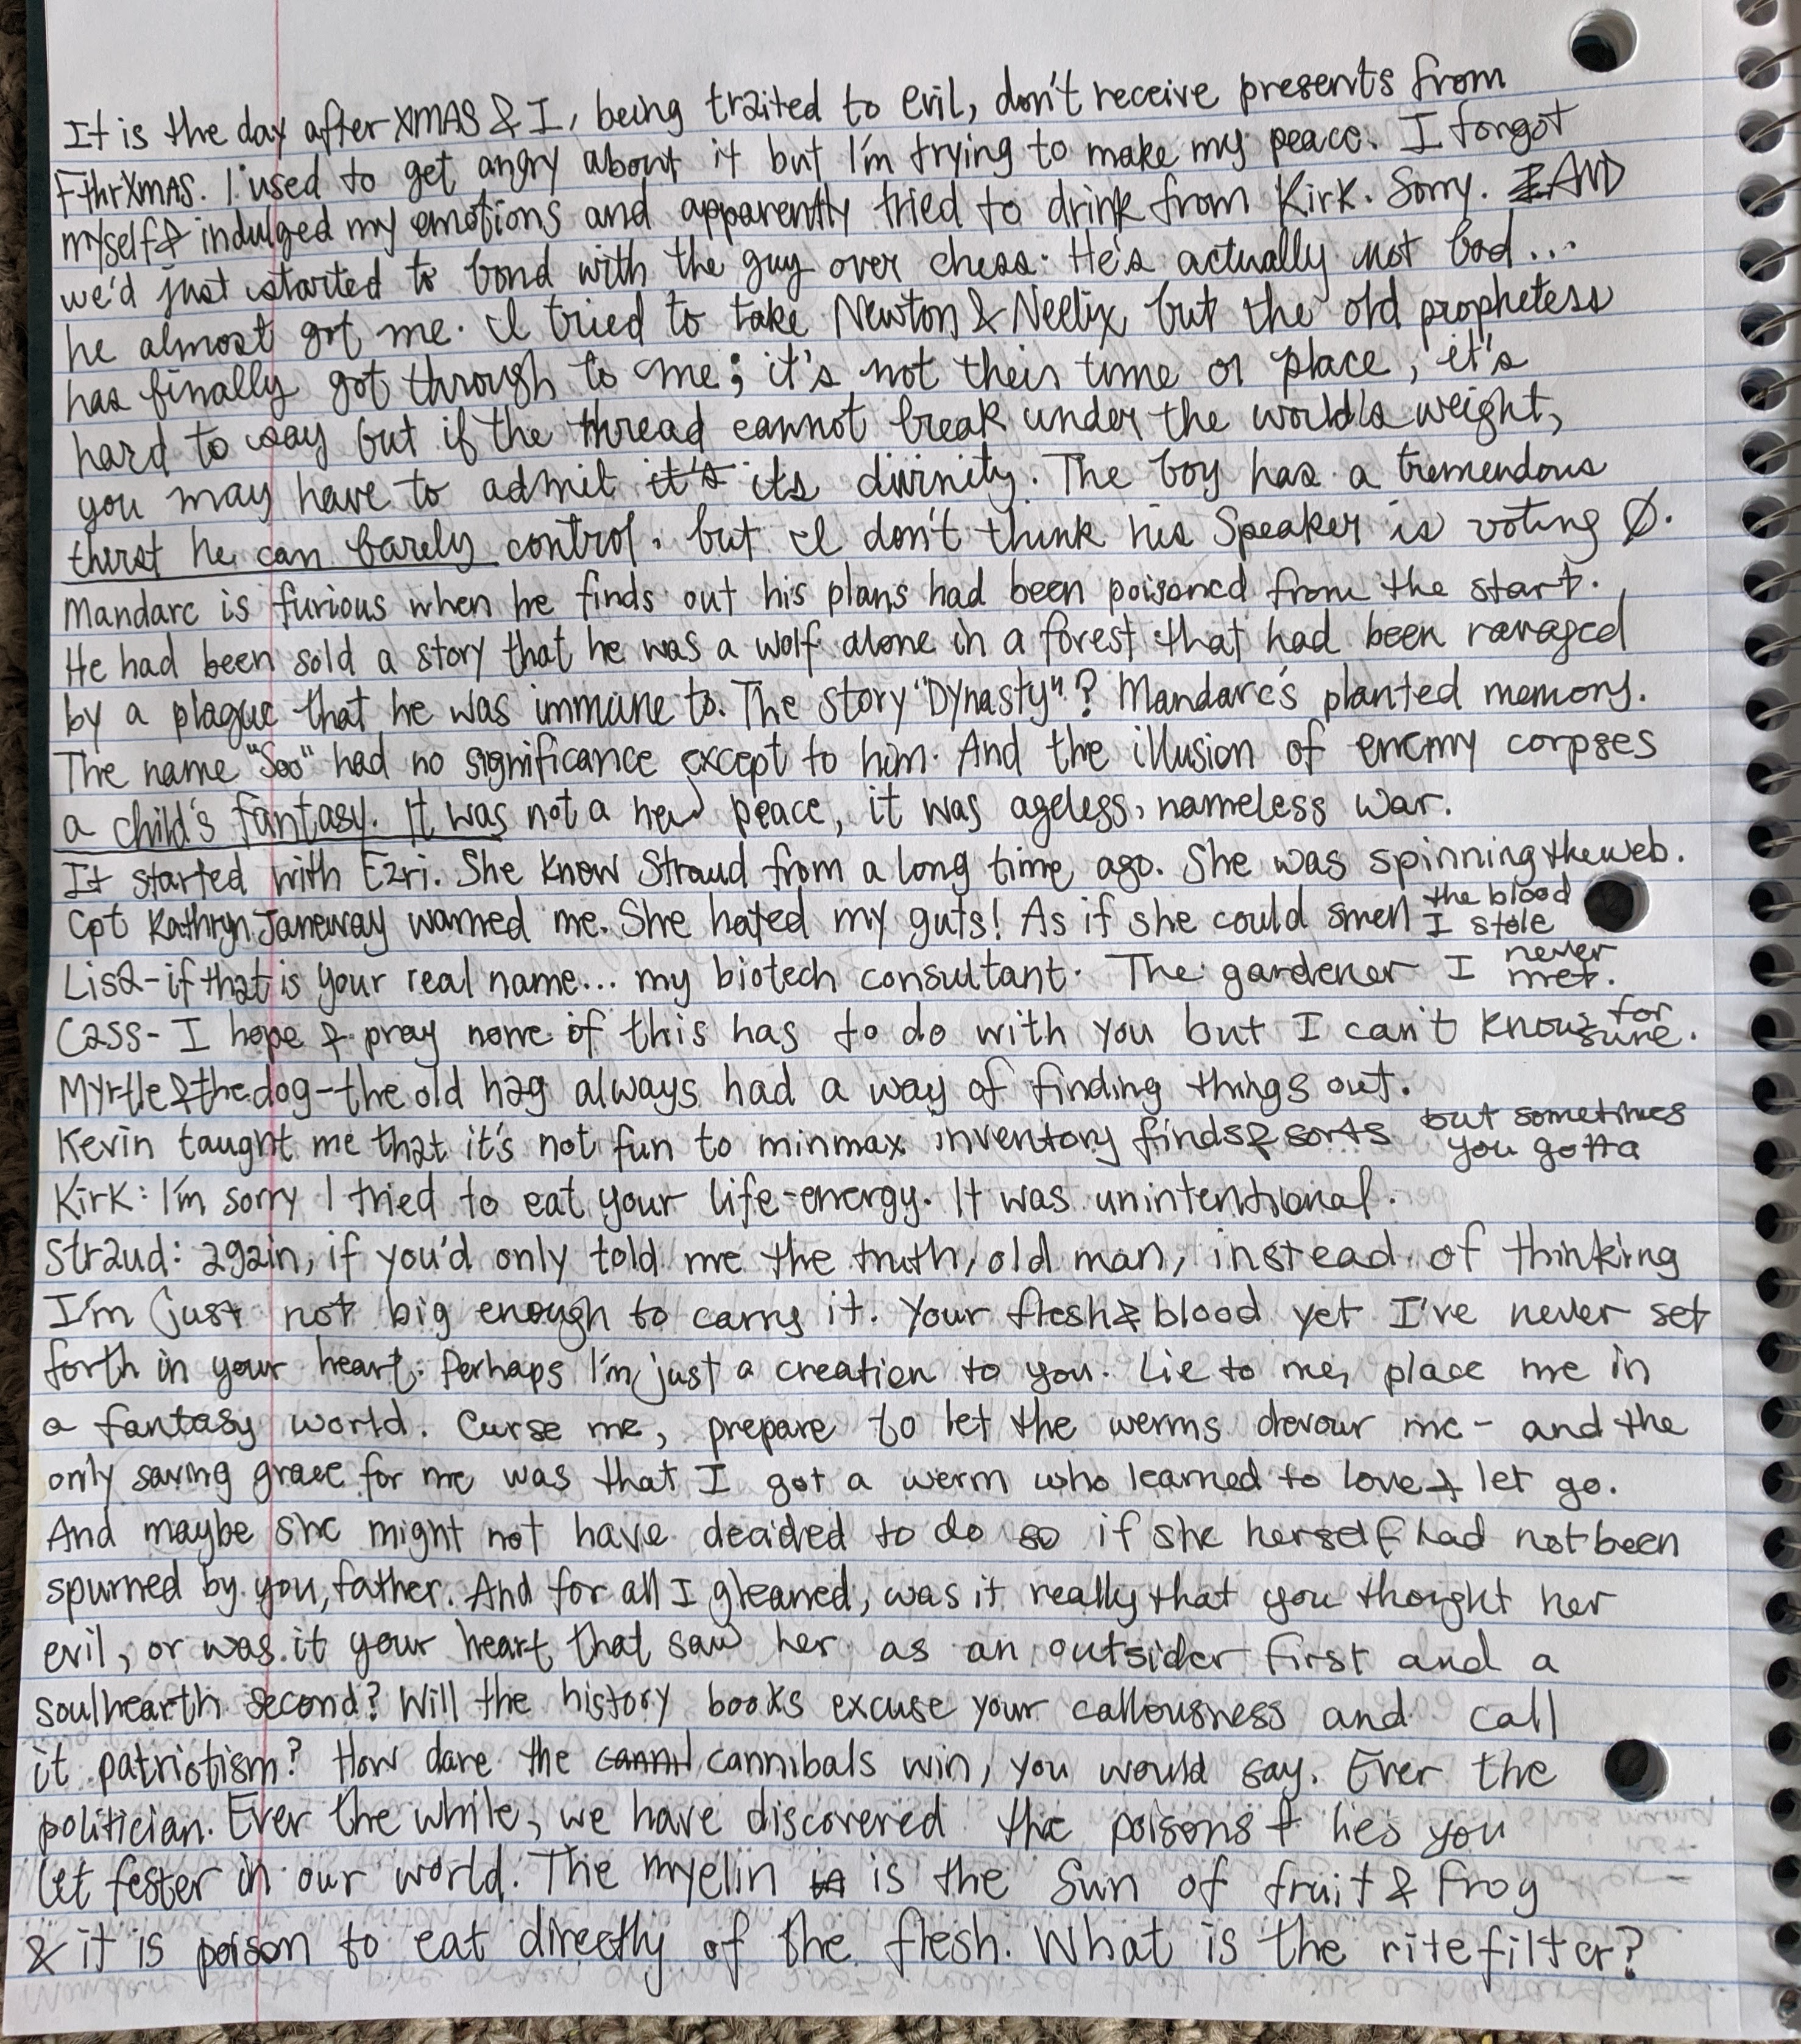 It is the day after XMAS & I, being traited to evil, don't receive presents from
FthrXMAS. I used to get angry about it but I'm trying to make my peace. I forgot
myself & indulged my emotions and apparently tried to drink from Kirk. Sorry. AND
we'd just started to bond with the guy over chess. He's actually not bad...
he almost got me. I tried to take Newton & Neelix but the old prophetess
has finally got through to me; it's not their time or place, it's
hard to say but if the thread cannot break under the world's weight,
you may have to admit it's its divinity. The boy has a tremendous
thirst he can barely control. but I don't think his Speaker is voting Ø.
Mandarc is furious when he finds out his plans had been poisoned from the start.
He had been sold a story that he was a wolf alone in a forest that had been ravaged
by a plague that he was immune to. The story "Dynasty"? Mandarc's planted memory.
The name "Soo" had no significance except to him. And the illusion of enemy corpses
a child's fantasy. It was not a new peace, it was ageless, nameless war.
It started with Ezri. She know Straud from a long time ago. She was spinning the web.
Cpt Kathryn Janeway warned me. She hated my guts! As if she could smell the blood I stole
Lisa-if that is your real name... my biotech consultant. The gardener I never met.
Cass- I hope & pray none of this has to do with you but I can't know for sure.
Myrtle & the dog-the old hag always had a way of finding things out.
Kevin taught me that it's not fun to minmax inventory finds & sorts but sometimes you gotta
Kirk: I'm sorry I tried to eat your life-energy. It was unintentional.
Straud: again, if you'd only told me the truth, old man, instead of thinking
I'm just not big enough to carry it. Your flesh & blood yet I've never set
forth in your heart. Perhaps I'm just a creation to you. Lie to me, place me in
a fantasy world. Curse me, prepare to let the werms devour me - and the
only saving grace for me was that I got a werm who learned to love & let go.
And maybe she might not have decided to do so if she herself had not been
spurned by you, father. And for all I gleaned, was it really that you thought her
evil, or was it your heart that saw her as an outsider first and a
soulhearth second? Will the history books excuse your callousness and call
it patriotism? How dare the canni cannibals win, you would say. Ever the
politician. Ever the while, we have discovered the poisons & lies you
let fester in our world. The myelin in is the Sun of fruit & frog
& it is poison to eat directly of the flesh. What is the ritefilter?